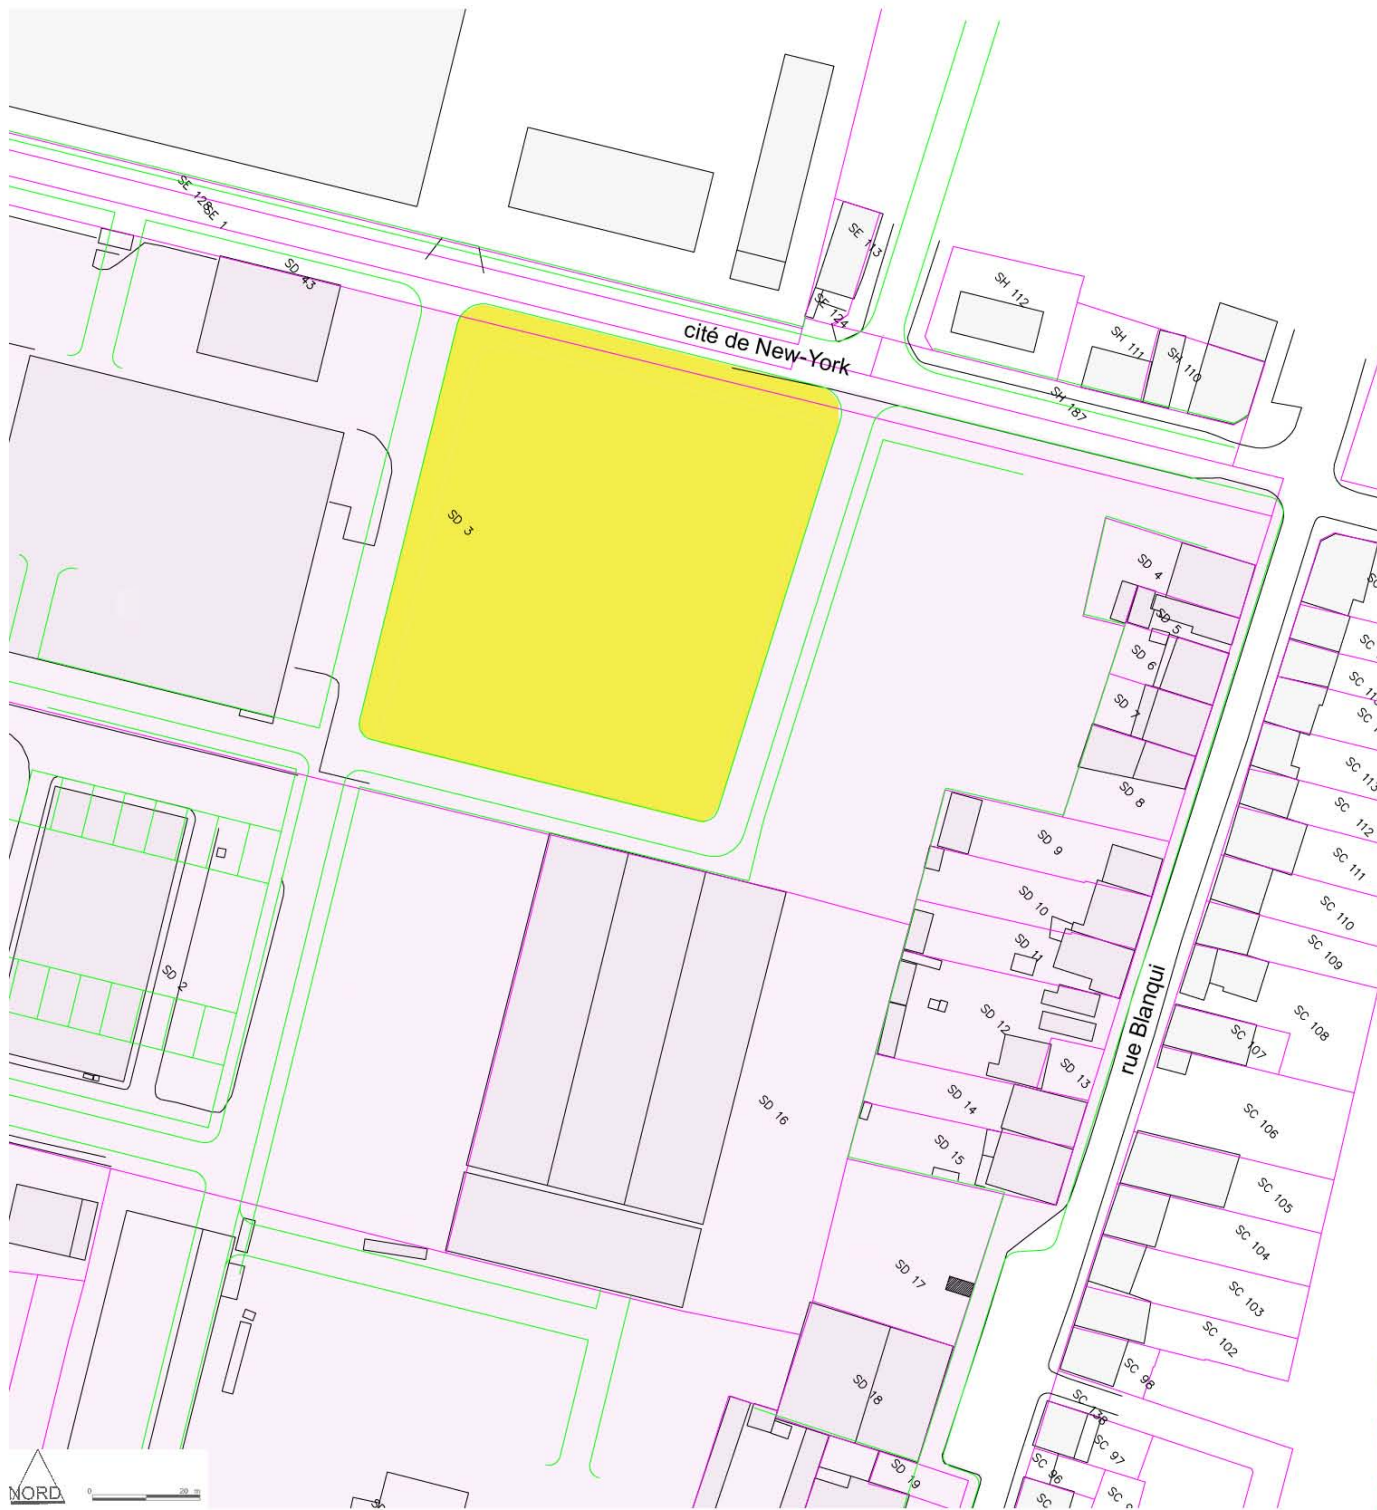 SE 128
SE 1
SD 43
SE 113
SE 124
cité de New-York
SH 112
SH 111
SH 110
SH 187
SD 3
SD 4
SD 5
SD 6
SD 7
SD 8
SD 9
SD 10
SD 11
SD 12
SD 13
SD 14
SD 15
SD 16
SD 17
SD 18
SD 19
SD 2
rue Blanqui
SC 113
SC 112
SC 111
SC 110
SC 109
SC 108
SC 107
SC 106
SC 105
SC 104
SC 103
SC 102
SC 98
SC 138
SC 97
SC 96
SC
NORD
0
20 m